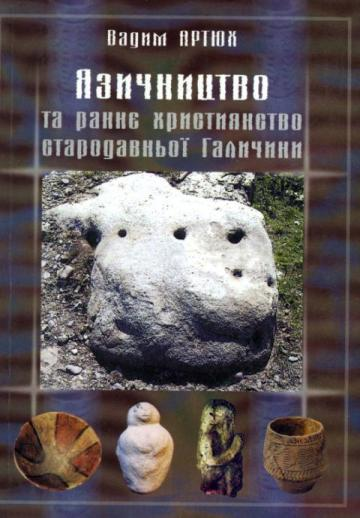 Вадим АРТЮХ
Язичництво
та раннє християнство
стародавньої Галичини